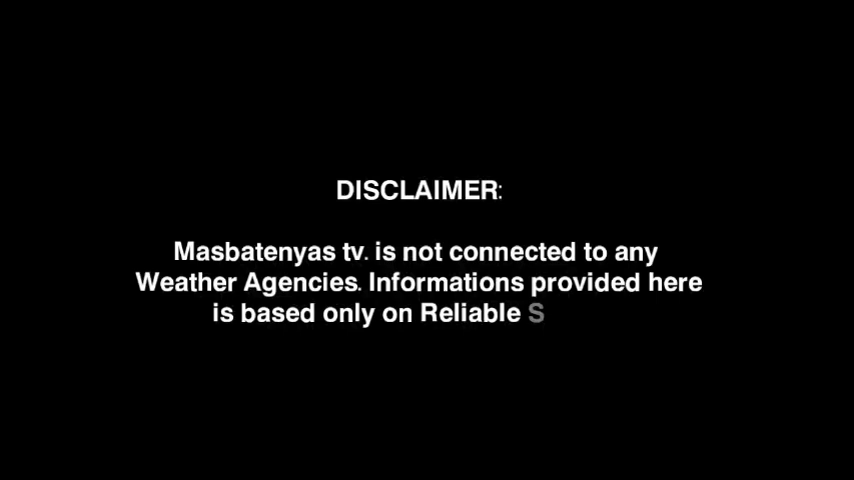 DISCLAIMER:
Masbatenyas tv. is not connected to any
Weather Agencies. Informations provided here
is based only on Reliable S